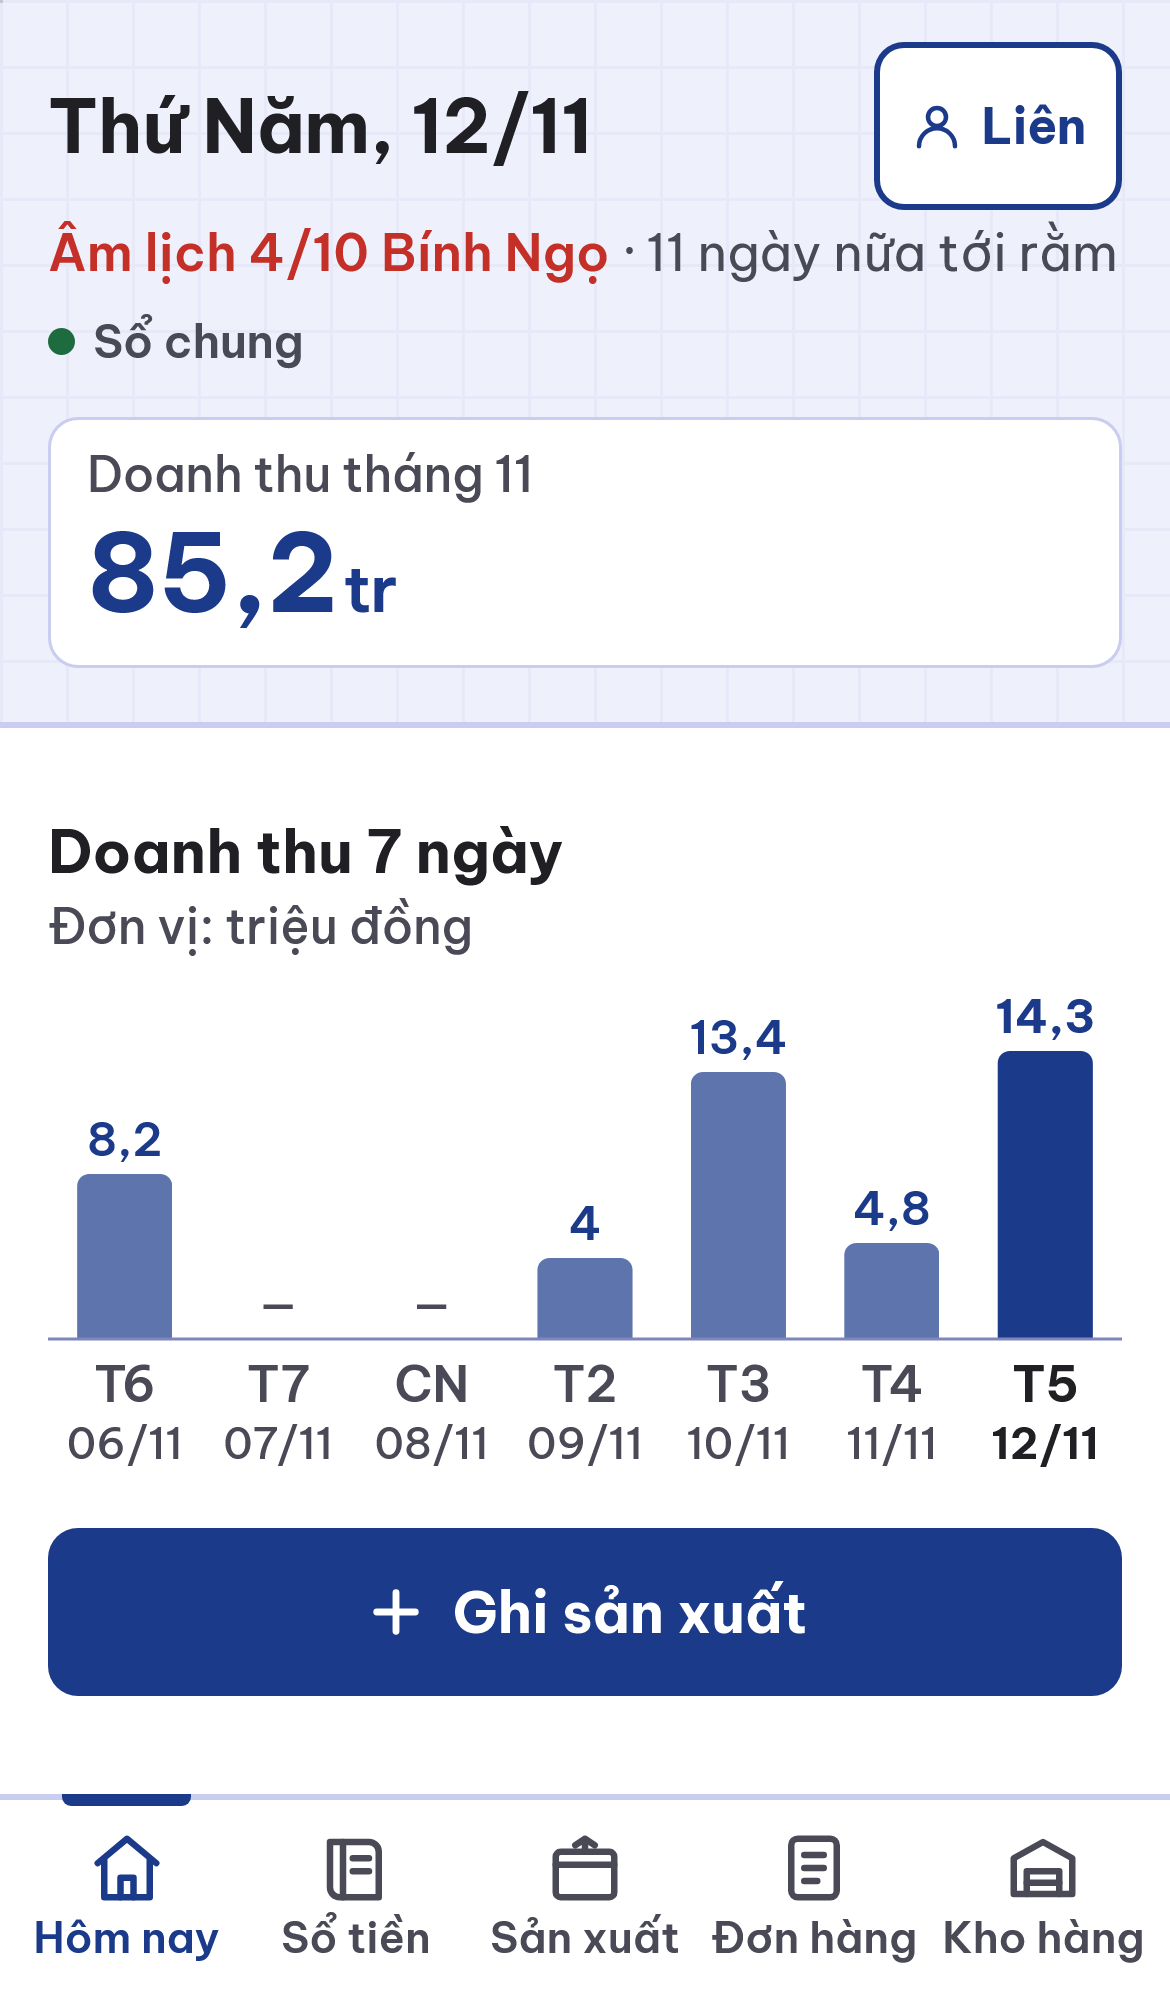 Thứ Năm, 12/11
Liên
Âm lịch 4/10 Bính Ngọ · 11 ngày nữa tới rằm
Sổ chung
Doanh thu tháng 11
85,2 tr
Doanh thu 7 ngày
Đơn vị: triệu đồng
8,2 – – 4 13,4 4,8 14,3
T6 T7 CN T2 T3 T4 T5
06/11 07/11 08/11 09/11 10/11 11/11 12/11
+ Ghi sản xuất
Hôm nay Sổ tiền Sản xuất Đơn hàng Kho hàng